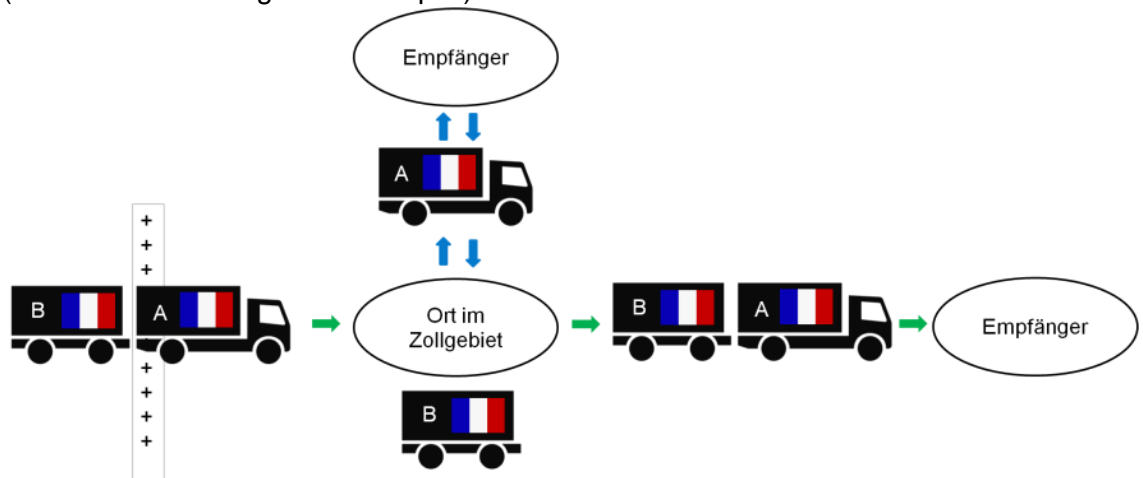 Empfänger
A
+
+
+
B
A
Ort im
Zollgebiet
B
A
Empfänger
+
+
+
+
B